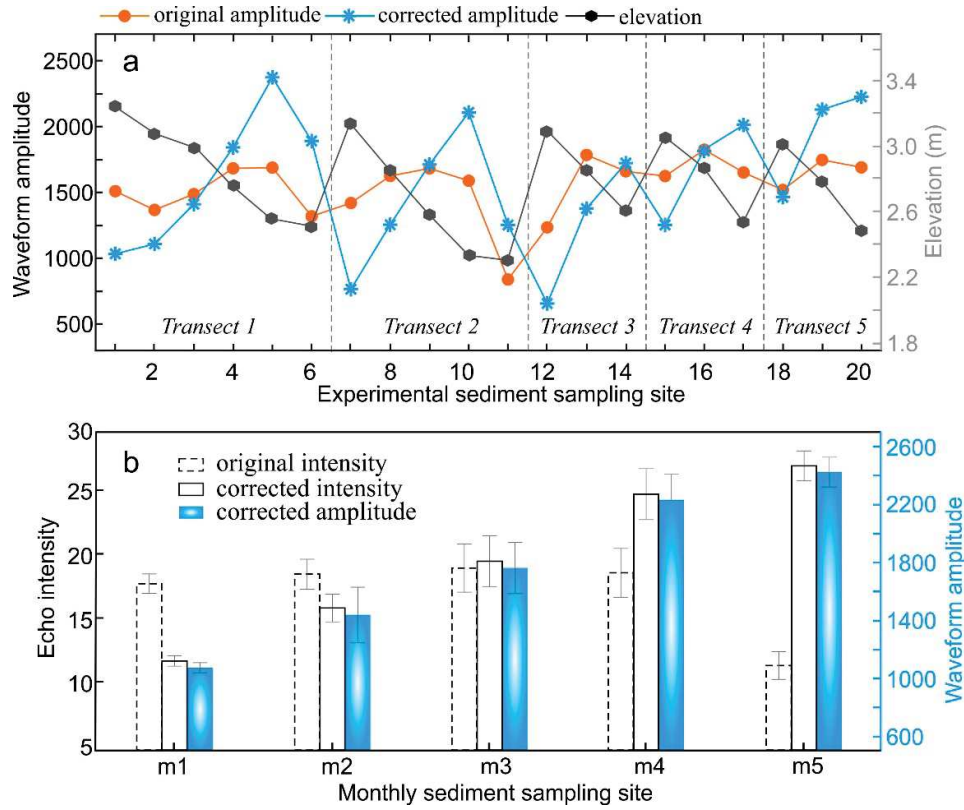 original amplitude corrected amplitude elevation
a
Waveform amplitude
2500
2000
1500
1000
500
3.4
3.0
2.6
2.2
1.8
Elevation (m)
Transect 1 Transect 2 Transect 3 Transect 4 Transect 5
2 4 6 8 10 12 14 16 18 20
Experimental sediment sampling site
b
original intensity
corrected intensity
corrected amplitude
Echo intensity
30
25
20
15
10
5
2600
2200
1800
1400
1000
600
Waveform amplitude
m1 m2 m3 m4 m5
Monthly sediment sampling site